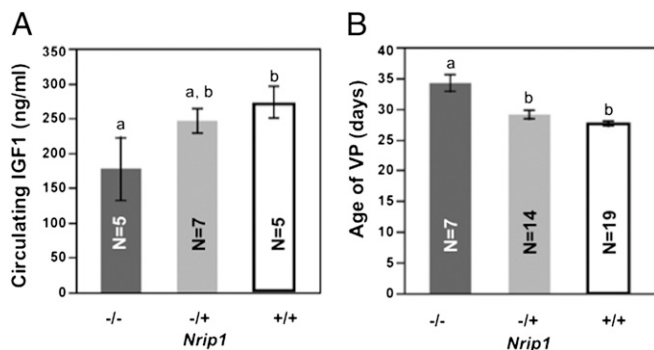 A
Circulating IGF1 (ng/ml)
350
300
250
200
150
100
50
0
a
a, b
b
N=5
N=7
N=5
-/-
-/+
+/+
Nrip1
B
Age of VP (days)
40
35
30
25
20
15
10
5
0
a
b
b
N=7
N=14
N=19
-/-
-/+
+/+
Nrip1